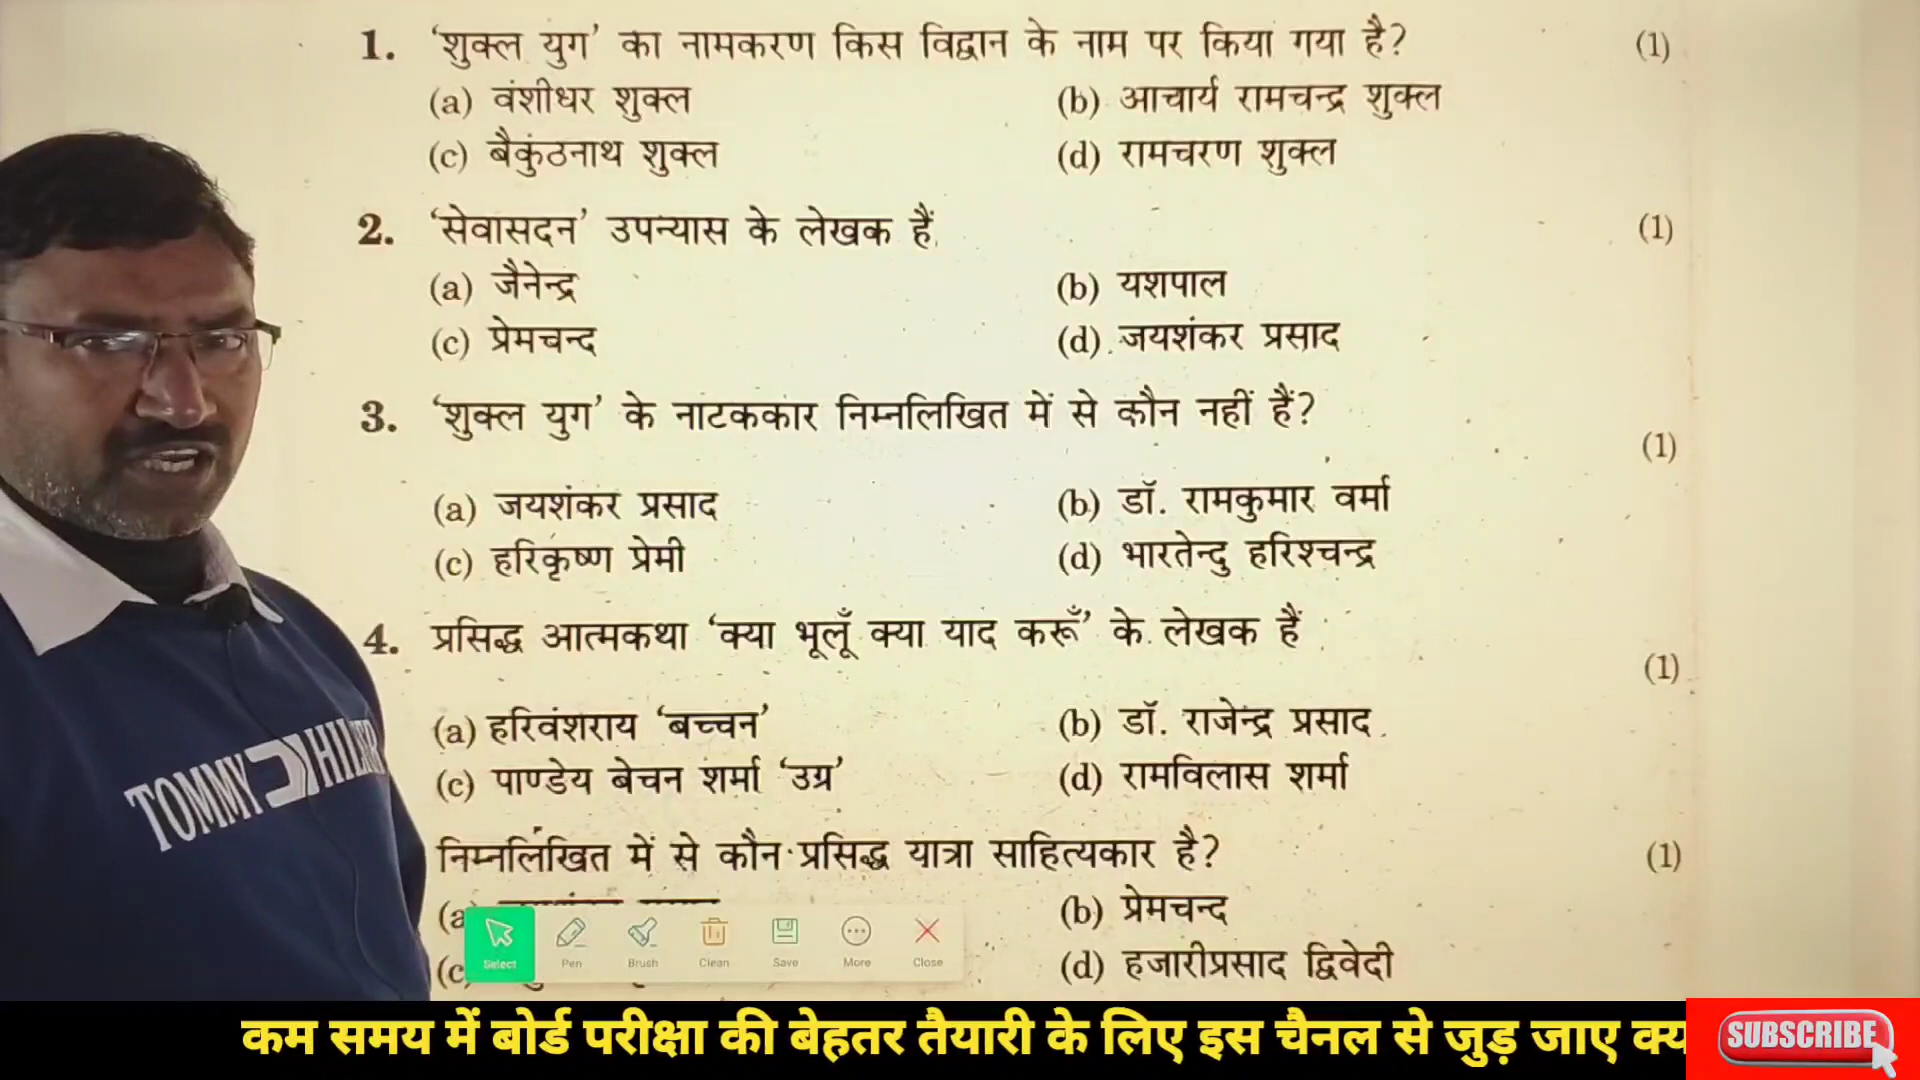 1. ‘शुक्ल युग’ का नामकरण किस विद्वान के नाम पर किया गया है? (1)
(a) वंशीधर शुक्ल (b) आचार्य रामचन्द्र शुक्ल
(c) बैकुंठनाथ शुक्ल (d) रामचरण शुक्ल
2. ‘सेवासदन’ उपन्यास के लेखक हैं (1)
(a) जैनेन्द्र (b) यशपाल
(c) प्रेमचन्द (d) जयशंकर प्रसाद
3. ‘शुक्ल युग’ के नाटककार निम्नलिखित में से कौन नहीं हैं? (1)
(a) जयशंकर प्रसाद (b) डॉ. रामकुमार वर्मा
(c) हरिकृष्ण प्रेमी (d) भारतेन्दु हरिश्चन्द्र
4. प्रसिद्ध आत्मकथा ‘क्या भूलूँ क्या याद करूँ’ के लेखक हैं (1)
(a) हरिवंशराय ‘बच्चन’ (b) डॉ. राजेन्द्र प्रसाद
(c) पाण्डेय बेचन शर्मा ‘उग्र’ (d) रामविलास शर्मा
निम्नलिखित में से कौन प्रसिद्ध यात्रा साहित्यकार है? (1)
(a (b) प्रेमचन्द
(c (d) हजारीप्रसाद द्विवेदी
Select Pen Brush Clean Save More Close
TOMMY HILFI
कम समय में बोर्ड परीक्षा की बेहतर तैयारी के लिए इस चैनल से जुड़ जाए क्य
SUBSCRIBE